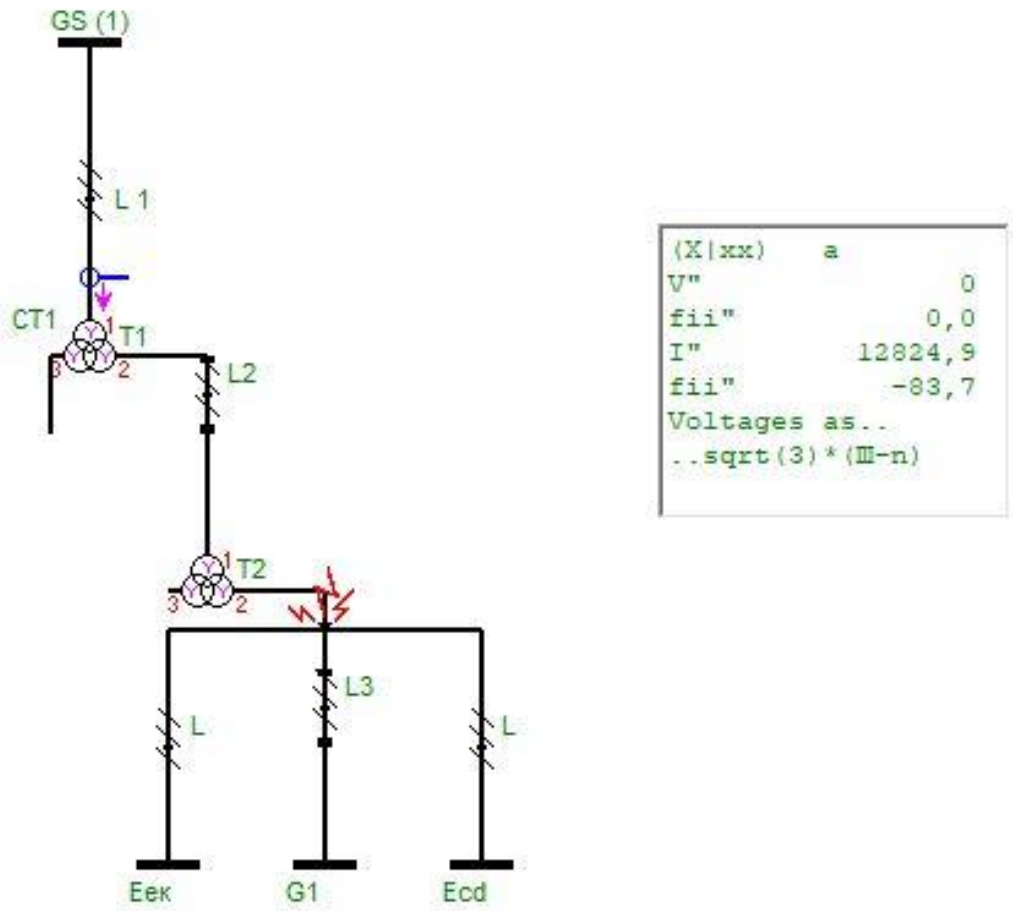 GS (1)
L 1
CT1
1
T1
3
2
L2
1
T2
3
2
L3
L
L
Eек
G1
Ecd
(X|xx) a
V" 0
fii" 0,0
I" 12824,9
fii" -83,7
Voltages as..
..sqrt(3)*(Ⅲ-n)